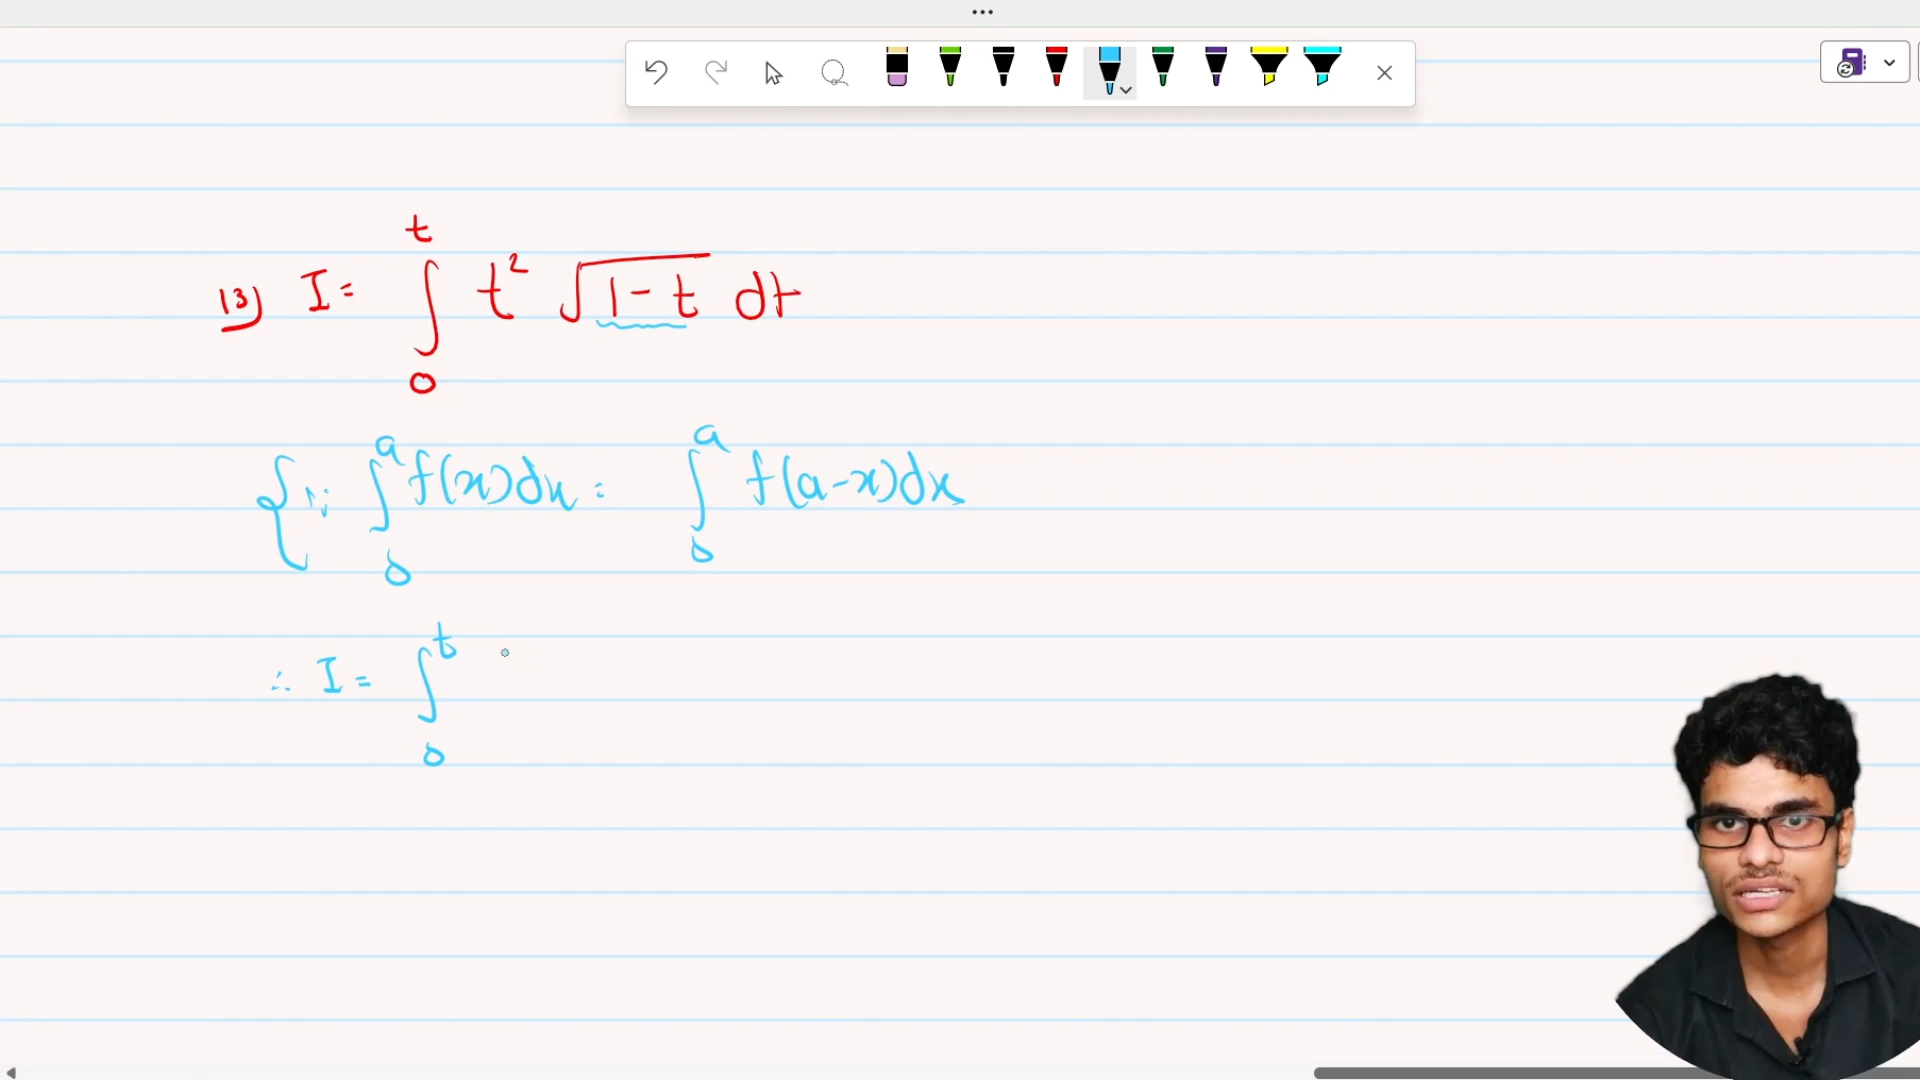 13) I = ∫₀ᵗ t² √(1-t) dt
{ ∵ ∫₀ᵃ f(x)dx = ∫₀ᵃ f(a-x)dx
∴ I = ∫₀ᵗ